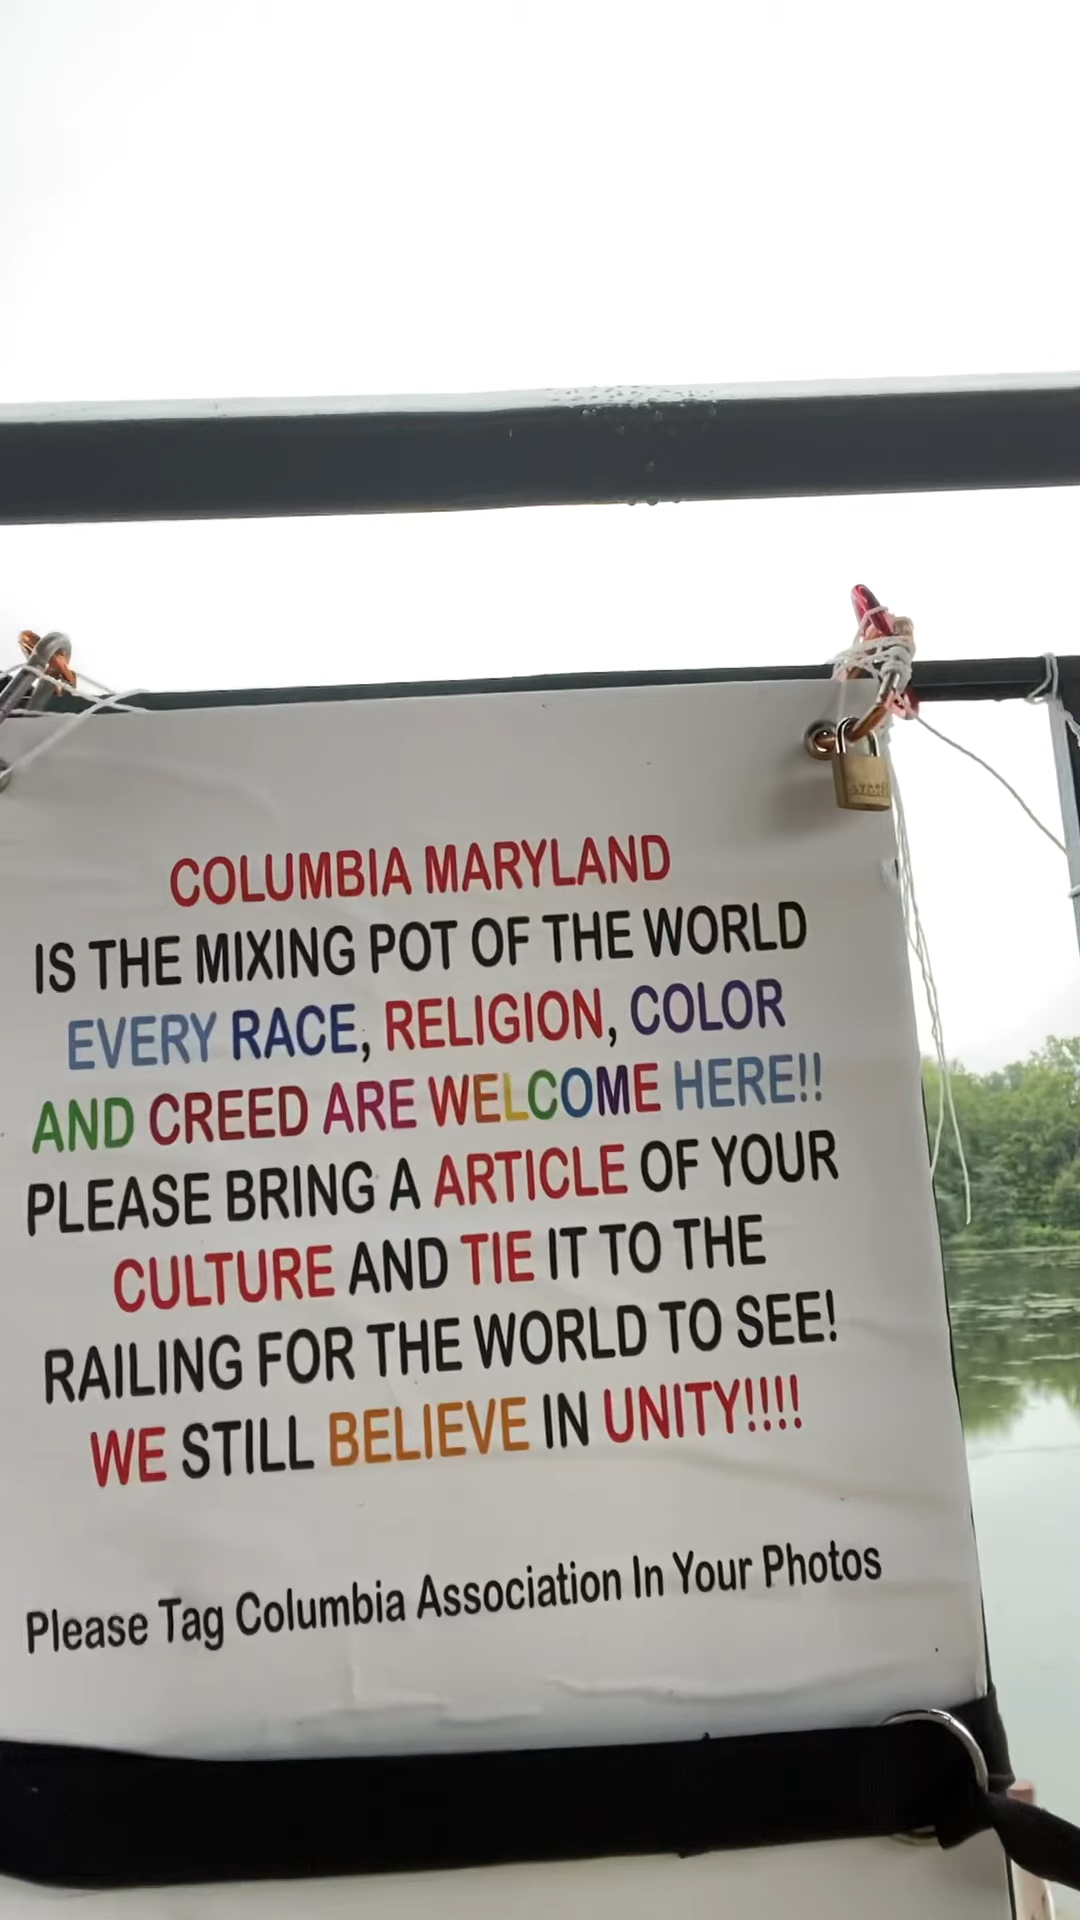 COLUMBIA MARYLAND
IS THE MIXING POT OF THE WORLD
EVERY RACE, RELIGION, COLOR
AND CREED ARE WELCOME HERE!!
PLEASE BRING A ARTICLE OF YOUR
CULTURE AND TIE IT TO THE
RAILING FOR THE WORLD TO SEE!
WE STILL BELIEVE IN UNITY!!!!
Please Tag Columbia Association In Your Photos